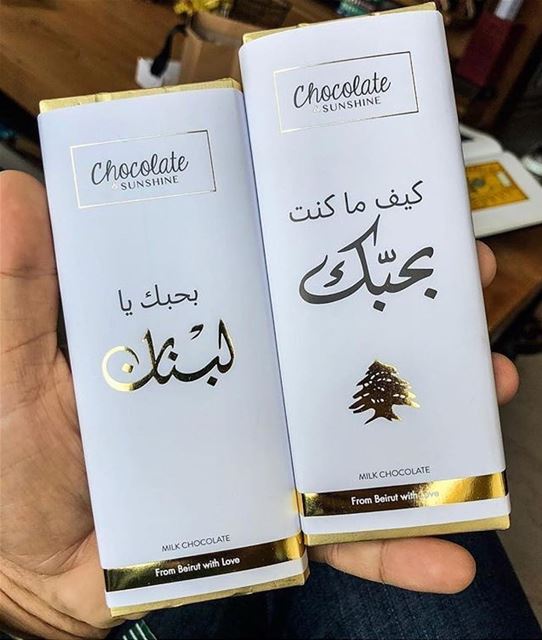 Chocolate
& SUNSHINE
بحبك يا
لبنان
MILK CHOCOLATE
From Beirut with Love
Chocolate
& SUNSHINE
كيف ما كنت
بحبّك
MILK CHOCOLATE
From Beirut with Love